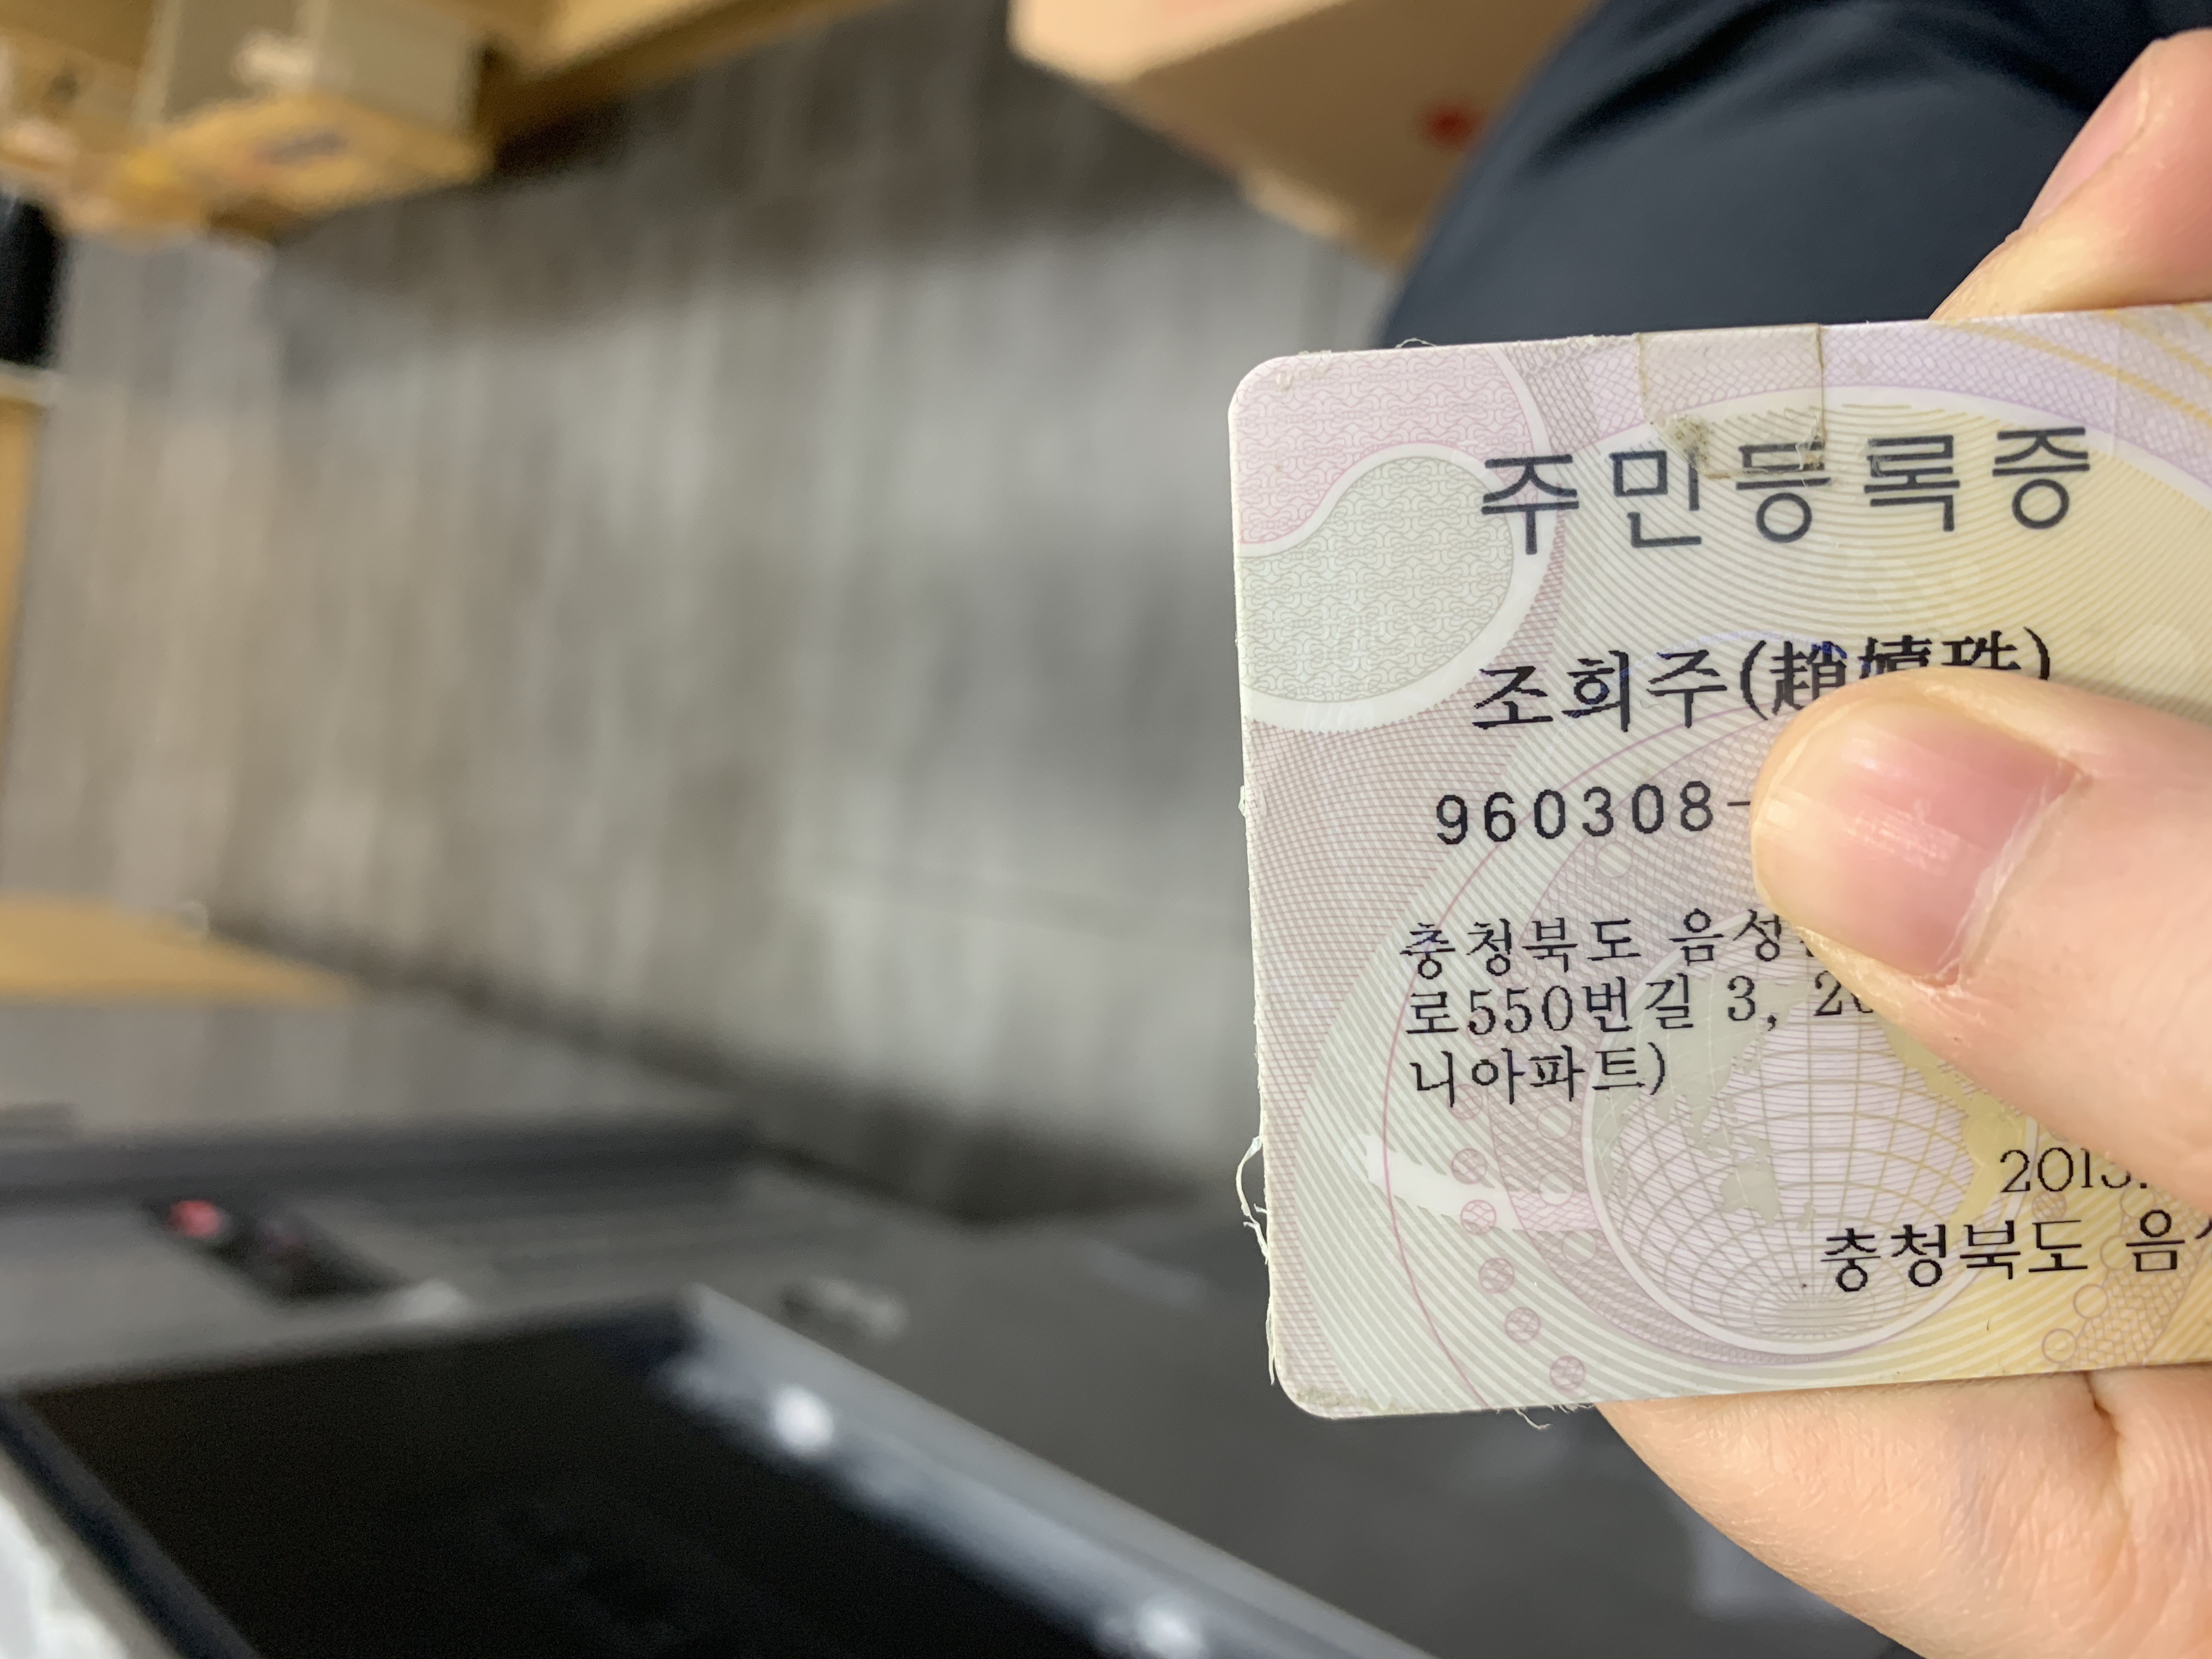 주민등록증
조희주(趙
960308-
충청북도 음성
로550번길 3,
니아파트)
충청북도